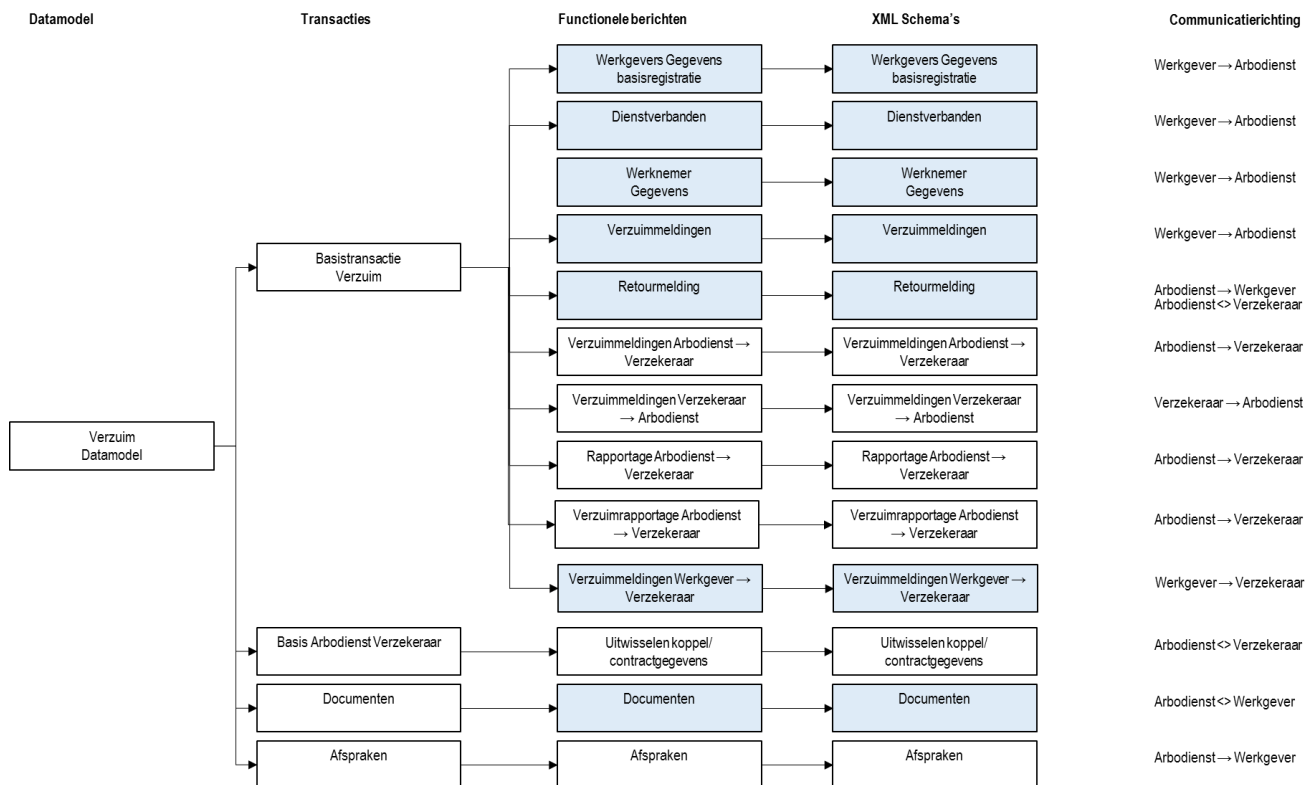 Datamodel
Transacties
Functionele berichten
XML Schema's
Communicatierichting
Werkgevers Gegevens
basisregistratie
Werkgevers Gegevens
basisregistratie
Werkgever → Arbodienst
Dienstverbanden
Dienstverbanden
Werkgever → Arbodienst
Werknemer
Gegevens
Werknemer
Gegevens
Werkgever → Arbodienst
Basistransactie
Verzuim
Verzuimmeldingen
Verzuimmeldingen
Werkgever → Arbodienst
Retourmelding
Retourmelding
Arbodienst → Werkgever
Arbodienst <> Verzekeraar
Verzuimmeldingen Arbodienst →
Verzekeraar
Verzuimmeldingen Arbodienst →
Verzekeraar
Arbodienst → Verzekeraar
Verzuimmeldingen Verzekeraar
→ Arbodienst
Verzuimmeldingen Verzekeraar
→ Arbodienst
Verzekeraar → Arbodienst
Verzuim
Datamodel
Rapportage Arbodienst →
Verzekeraar
Rapportage Arbodienst →
Verzekeraar
Arbodienst → Verzekeraar
Verzuimrapportage Arbodienst
→ Verzekeraar
Verzuimrapportage Arbodienst
→ Verzekeraar
Arbodienst → Verzekeraar
Verzuimmeldingen Werkgever →
Verzekeraar
Verzuimmeldingen Werkgever →
Verzekeraar
Werkgever → Verzekeraar
Basis Arbodienst Verzekeraar
Uitwisselen koppel/
contractgegevens
Uitwisselen koppel/
contractgegevens
Arbodienst <> Verzekeraar
Documenten
Documenten
Documenten
Arbodienst <> Werkgever
Afspraken
Afspraken
Afspraken
Arbodienst → Werkgever